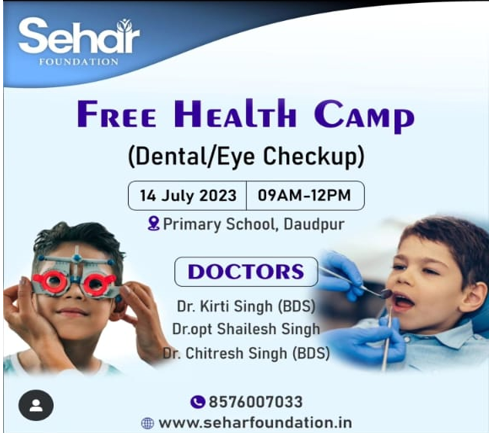 Sehar
FOUNDATION
FREE HEALTH CAMP
(Dental/Eye Checkup)
14 July 2023 09AM-12PM
Primary School, Daudpur
DOCTORS
Dr. Kirti Singh (BDS)
Dr.opt Shailesh Singh
Dr. Chitresh Singh (BDS)
8576007033
www.seharfoundation.in